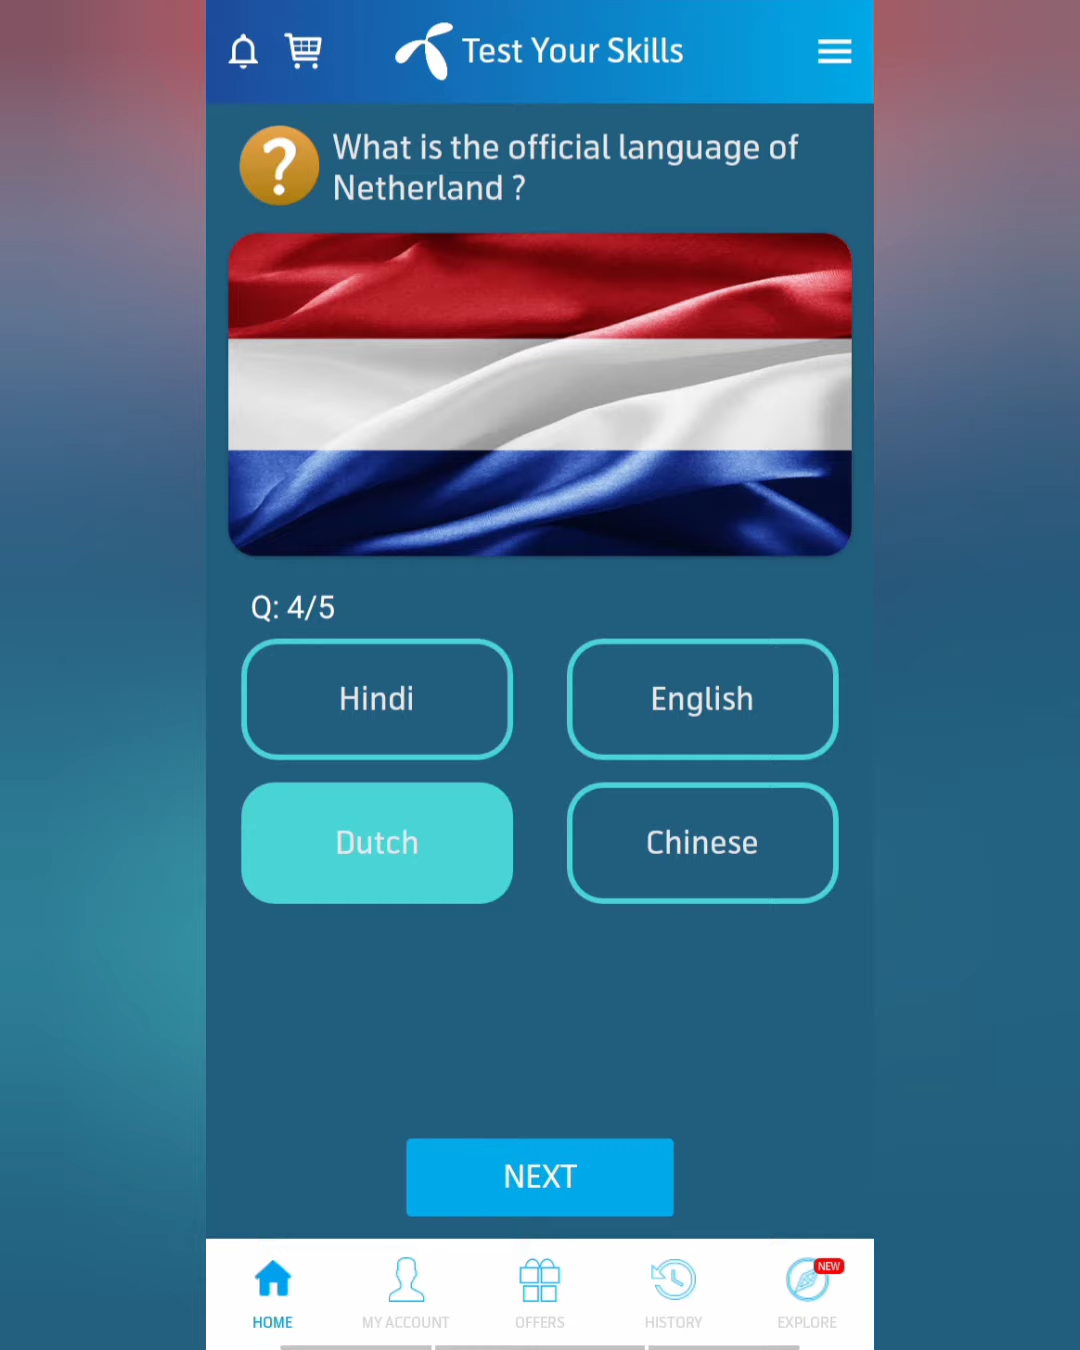 Test Your Skills
What is the official language of
Netherland ?
Q: 4/5
Hindi
English
Dutch
Chinese
NEXT
NEW
HOME
MY ACCOUNT
OFFERS
HISTORY
EXPLORE